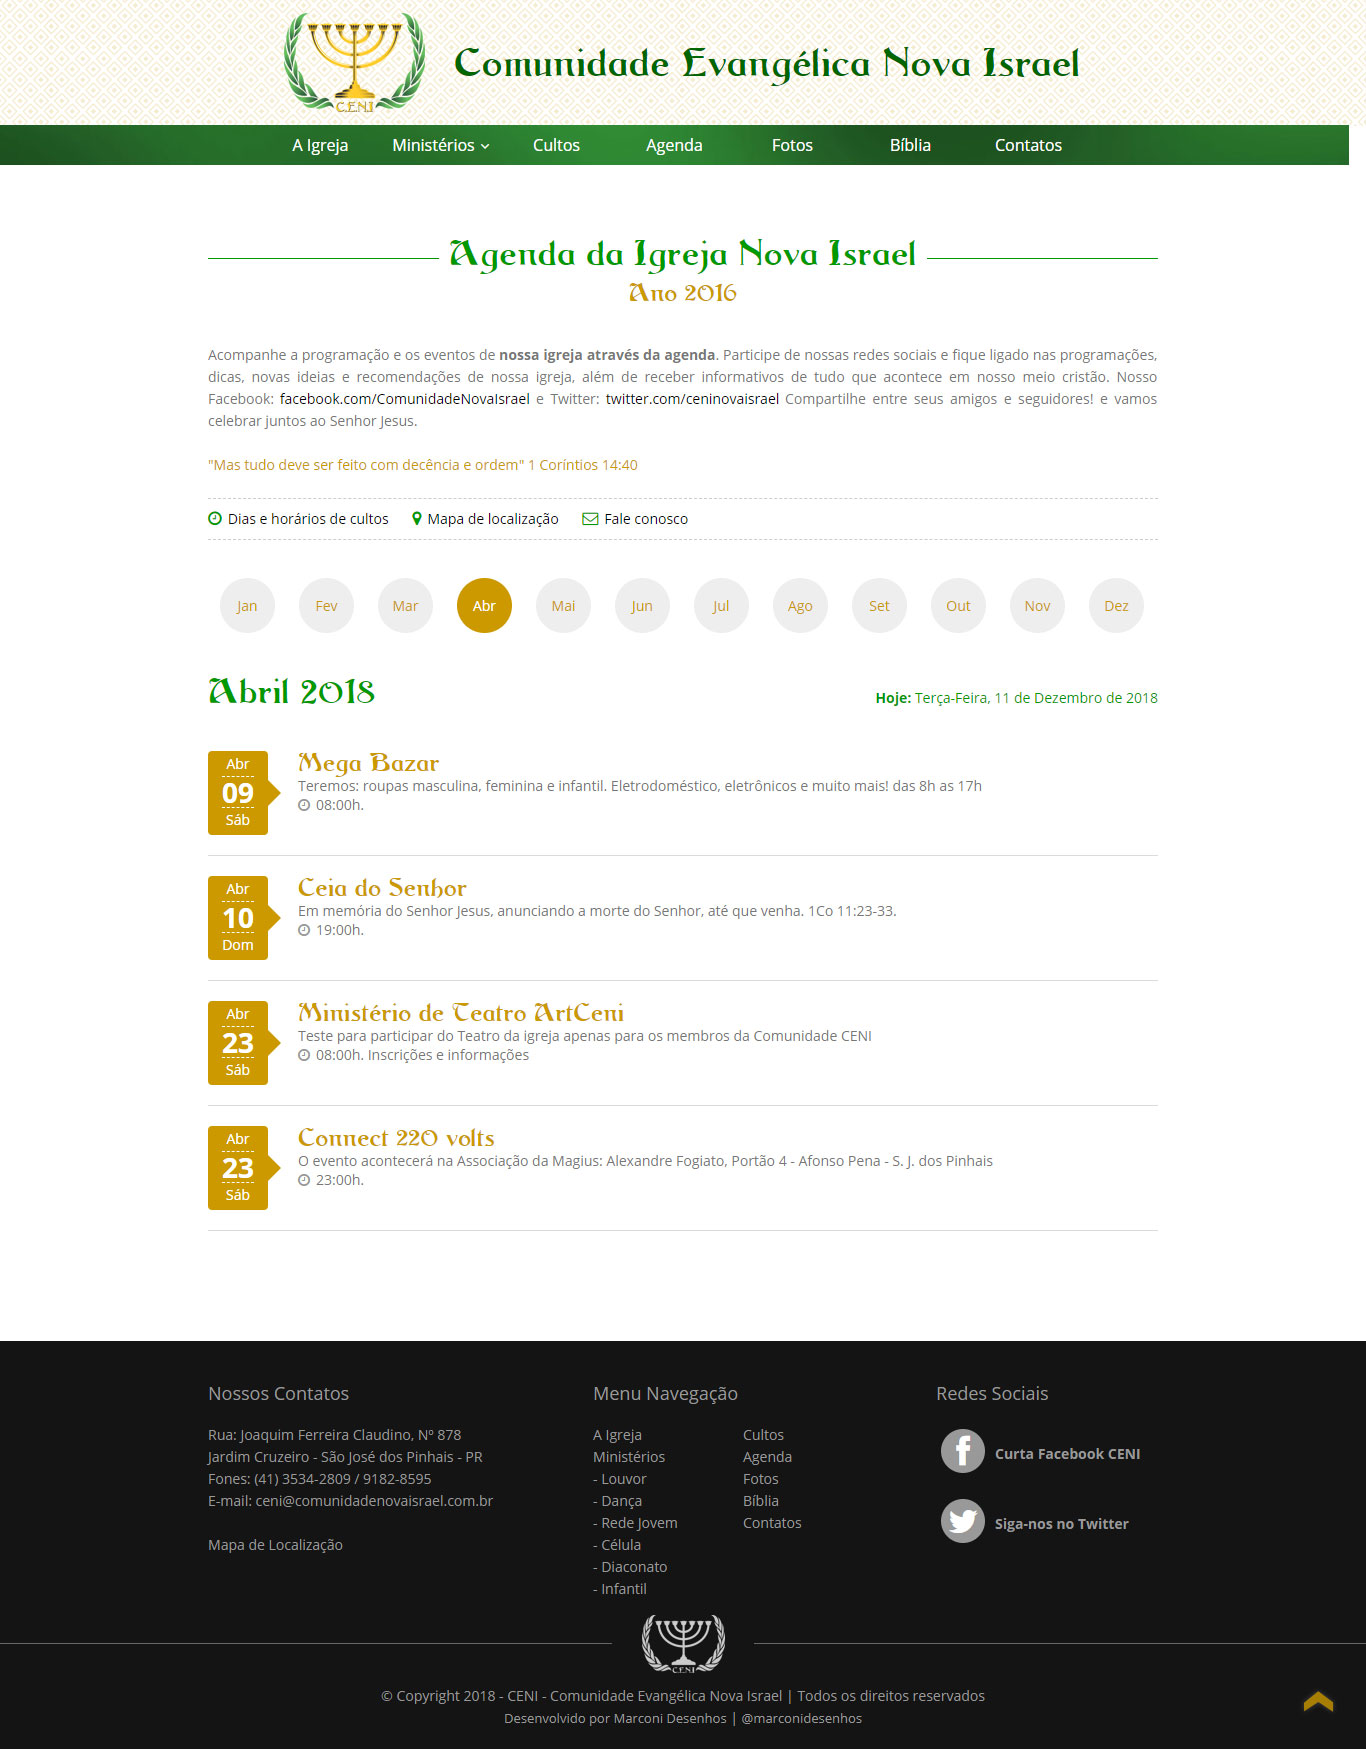 C.E.N.I
Comunidade Evangélica Nova Israel
A Igreja Ministérios Cultos Agenda Fotos Bíblia Contatos
Agenda da Igreja Nova Israel
Ano 2016
Acompanhe a programação e os eventos de nossa igreja através da agenda. Participe de nossas redes sociais e fique ligado nas programações,
dicas, novas ideias e recomendações de nossa igreja, além de receber informativos de tudo que acontece em nosso meio cristão. Nosso
Facebook: facebook.com/ComunidadeNovaIsrael e Twitter: twitter.com/ceninovaisrael Compartilhe entre seus amigos e seguidores! e vamos
celebrar juntos ao Senhor Jesus.
"Mas tudo deve ser feito com decência e ordem" 1 Coríntios 14:40
Dias e horários de cultos Mapa de localização Fale conosco
Jan Fev Mar Abr Mai Jun Jul Ago Set Out Nov Dez
Abril 2018
Hoje: Terça-Feira, 11 de Dezembro de 2018
Abr
09
Sáb
Mega Bazar
Teremos: roupas masculina, feminina e infantil. Eletrodoméstico, eletrônicos e muito mais! das 8h as 17h
08:00h.
Abr
10
Dom
Ceia do Senhor
Em memória do Senhor Jesus, anunciando a morte do Senhor, até que venha. 1Co 11:23-33.
19:00h.
Abr
23
Sáb
Ministério de Teatro ArtCeni
Teste para participar do Teatro da igreja apenas para os membros da Comunidade CENI
08:00h. Inscrições e informações
Abr
23
Sáb
Connect 220 volts
O evento acontecerá na Associação da Magius: Alexandre Fogiato, Portão 4 - Afonso Pena - S. J. dos Pinhais
23:00h.
Nossos Contatos
Rua: Joaquim Ferreira Claudino, Nº 878
Jardim Cruzeiro - São José dos Pinhais - PR
Fones: (41) 3534-2809 / 9182-8595
E-mail: ceni@comunidadenovaisrael.com.br
Mapa de Localização
Menu Navegação
A Igreja
Ministérios
- Louvor
- Dança
- Rede Jovem
- Célula
- Diaconato
- Infantil
Cultos
Agenda
Fotos
Bíblia
Contatos
Redes Sociais
Curta Facebook CENI
Siga-nos no Twitter
C.E.N.I
© Copyright 2018 - CENI - Comunidade Evangélica Nova Israel | Todos os direitos reservados
Desenvolvido por Marconi Desenhos | @marconidesenhos